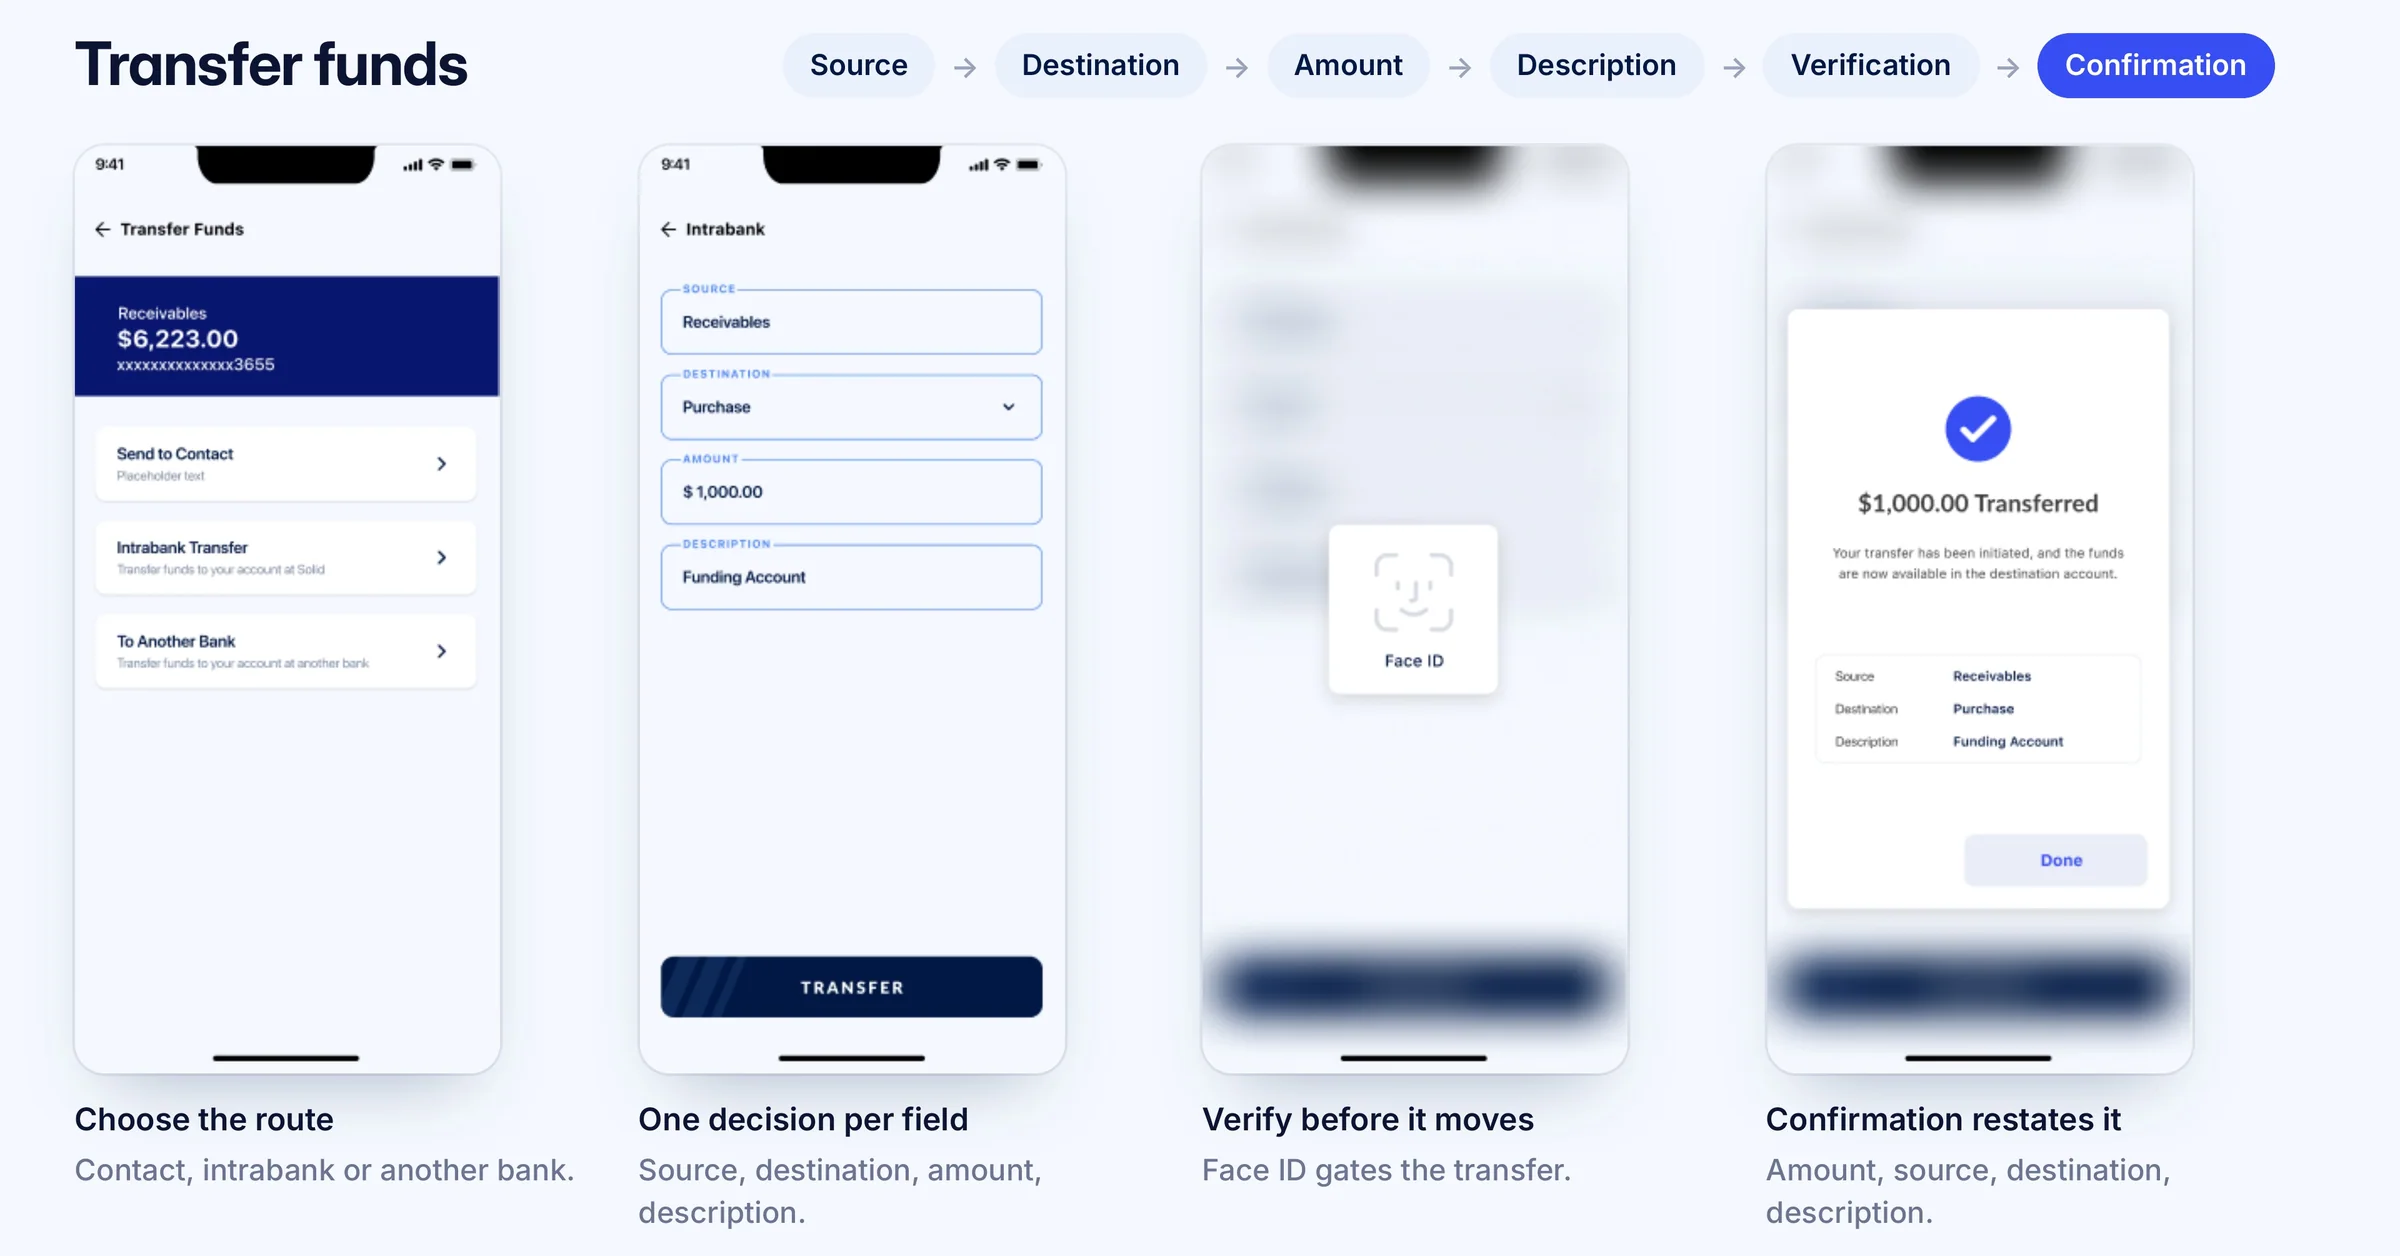 Transfer funds
Source → Destination → Amount → Description → Verification → Confirmation
9:41
← Transfer Funds
Receivables
$6,223.00
xxxxxxxxxxxxxx3655
Send to Contact
Placeholder text
Intrabank Transfer
Transfer funds to your account at Solid
To Another Bank
Transfer funds to your account at another bank
Choose the route
Contact, intrabank or another bank.
9:41
← Intrabank
SOURCE
Receivables
DESTINATION
Purchase
AMOUNT
$ 1,000.00
DESCRIPTION
Funding Account
TRANSFER
One decision per field
Source, destination, amount,
description.
Face ID
Verify before it moves
Face ID gates the transfer.
$1,000.00 Transferred
Your transfer has been initiated, and the funds
are now available in the destination account.
Source Receivables
Destination Purchase
Description Funding Account
Done
Confirmation restates it
Amount, source, destination,
description.